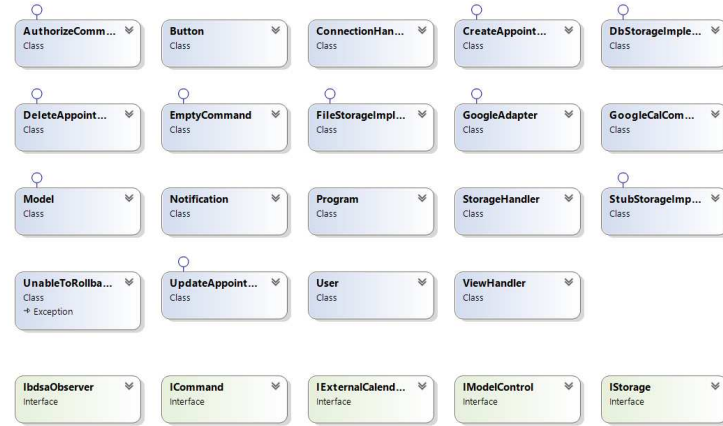 AuthorizeComm...
Class
Button
Class
ConnectionHan...
Class
CreateAppoint...
Class
DbStorageImple...
Class
DeleteAppoint...
Class
EmptyCommand
Class
FileStorageImpl...
Class
GoogleAdapter
Class
GoogleCalCom...
Class
Model
Class
Notification
Class
Program
Class
StorageHandler
Class
StubStorageImp...
Class
UnableToRollba...
Class
Exception
UpdateAppoint...
Class
User
Class
ViewHandler
Class
IbdsaObserver
Interface
ICommand
Interface
IExternalCalend...
Interface
IModelControl
Interface
IStorage
Interface